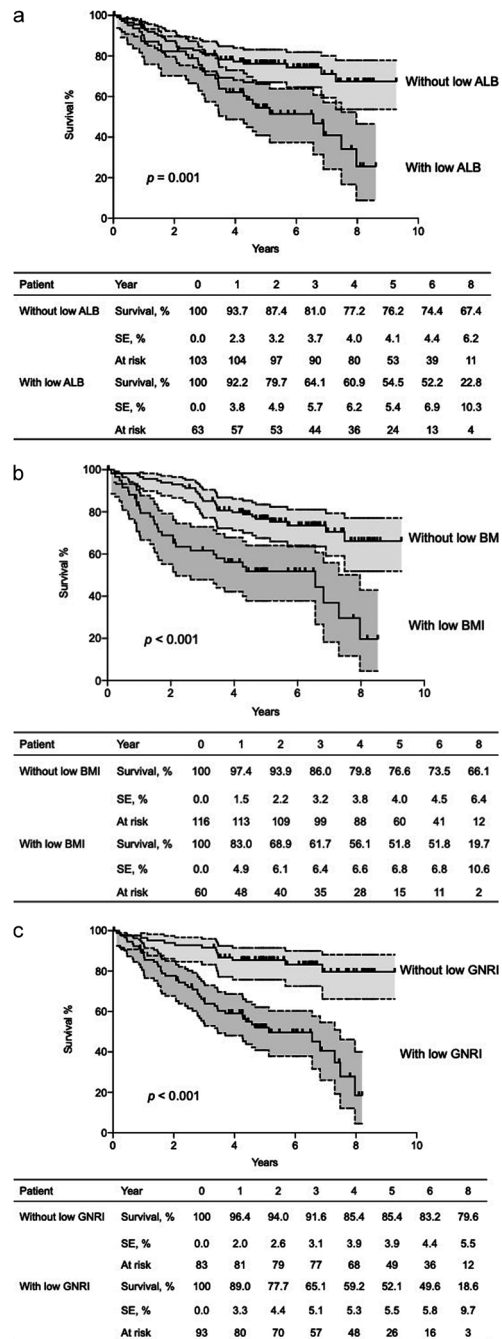 a
100
80
60
40
20
0
Survival %
Without low ALB
With low ALB
p = 0.001
0 2 4 6 8 10
Years
Patient Year 0 1 2 3 4 5 6 8
Without low ALB Survival, % 100 93.7 87.4 81.0 77.2 76.2 74.4 67.4
SE, % 0.0 2.3 3.2 3.7 4.0 4.1 4.4 6.2
At risk 103 104 97 90 80 53 39 11
With low ALB Survival, % 100 92.2 79.7 64.1 60.9 54.5 52.2 22.8
SE, % 0.0 3.8 4.9 5.7 6.2 5.4 6.9 10.3
At risk 63 57 53 44 36 24 13 4
b
100
80
60
40
20
0
Survival %
Without low BM
With low BMI
p < 0.001
0 2 4 6 8 10
Years
Patient Year 0 1 2 3 4 5 6 8
Without low BMI Survival, % 100 97.4 93.9 86.0 79.8 76.6 73.5 66.1
SE, % 0.0 1.5 2.2 3.2 3.8 4.0 4.5 6.4
At risk 116 113 109 99 88 60 41 12
With low BMI Survival, % 100 83.0 68.9 61.7 56.1 51.8 51.8 19.7
SE, % 0.0 4.9 6.1 6.4 6.6 6.8 6.8 10.6
At risk 60 48 40 35 28 15 11 2
c
100
80
60
40
20
0
Survival %
Without low GNRI
With low GNRI
p < 0.001
0 2 4 6 8 10
Years
Patient Year 0 1 2 3 4 5 6 8
Without low GNRI Survival, % 100 96.4 94.0 91.6 85.4 85.4 83.2 79.6
SE, % 0.0 2.0 2.6 3.1 3.9 3.9 4.4 5.5
At risk 83 81 79 77 68 49 36 12
With low GNRI Survival, % 100 89.0 77.7 65.1 59.2 52.1 49.6 18.6
SE, % 0.0 3.3 4.4 5.1 5.3 5.5 5.8 9.7
At risk 93 80 70 57 48 26 16 3